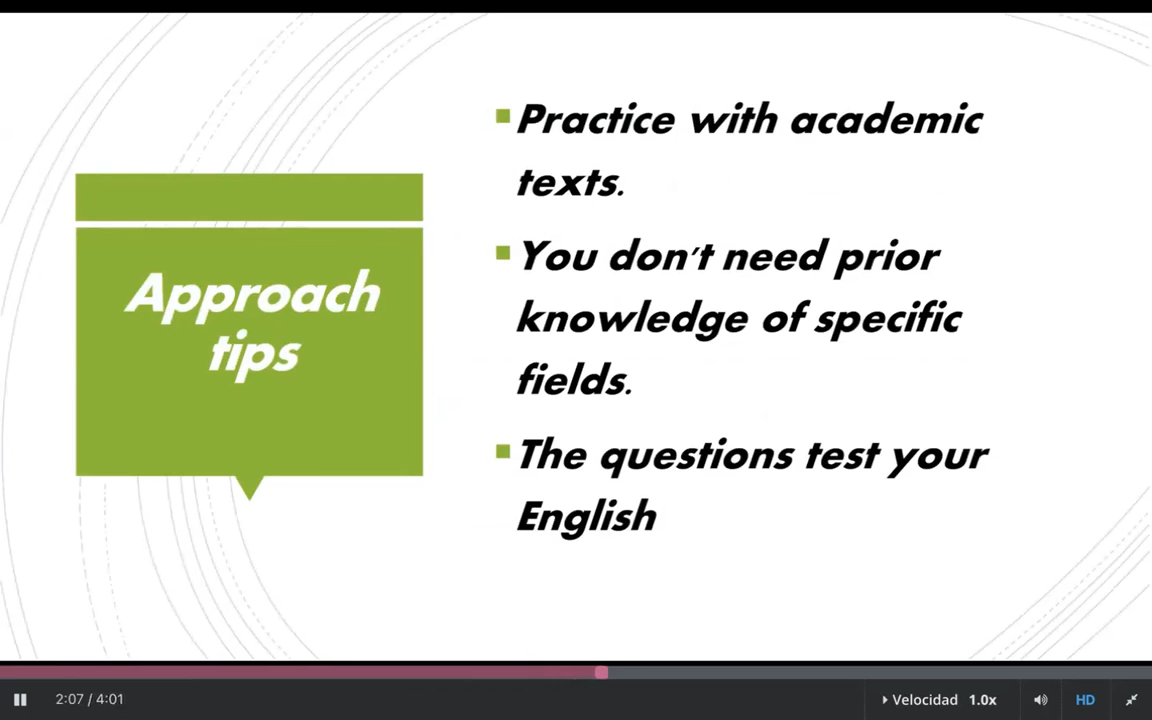 Approach
tips
Practice with academic
texts.
You don't need prior
knowledge of specific
fields.
The questions test your
English
2:07 / 4:01
Velocidad 1.0x
HD